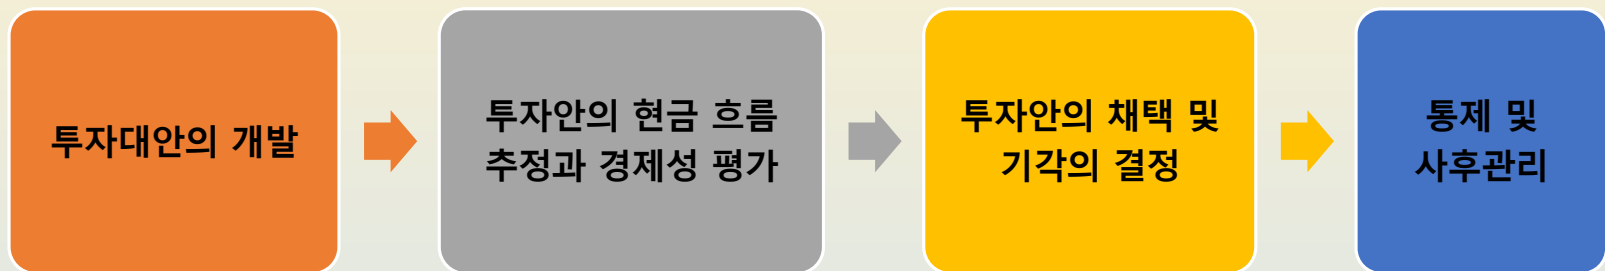 투자대안의 개발
투자안의 현금 흐름
추정과 경제성 평가
투자안의 채택 및
기각의 결정
통제 및
사후관리